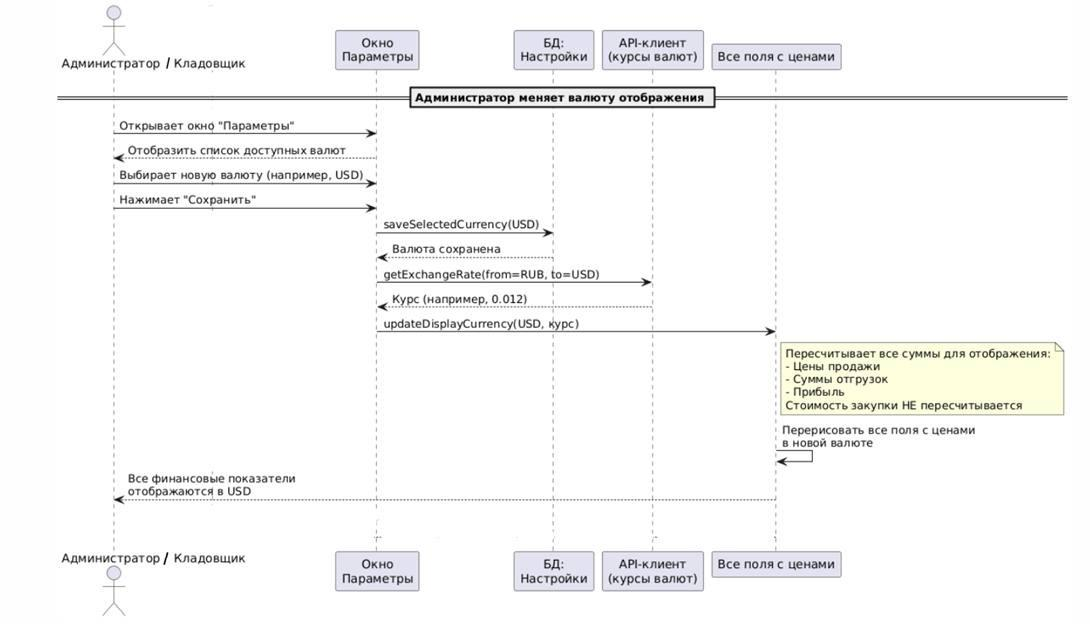 Администратор / Кладовщик
Окно
Параметры
БД:
Настройки
API-клиент
(курсы валют)
Все поля с ценами
Администратор меняет валюту отображения
Открывает окно "Параметры"
Отобразить список доступных валют
Выбирает новую валюту (например, USD)
Нажимает "Сохранить"
saveSelectedCurrency(USD)
Валюта сохранена
getExchangeRate(from=RUB, to=USD)
Курс (например, 0.012)
updateDisplayCurrency(USD, курс)
Пересчитывает все суммы для отображения:
- Цены продажи
- Суммы отгрузок
- Прибыль
Стоимость закупки НЕ пересчитывается
Перерисовать все поля с ценами
в новой валюте
Все финансовые показатели
отображаются в USD
Администратор / Кладовщик
Окно
Параметры
БД:
Настройки
API-клиент
(курсы валют)
Все поля с ценами